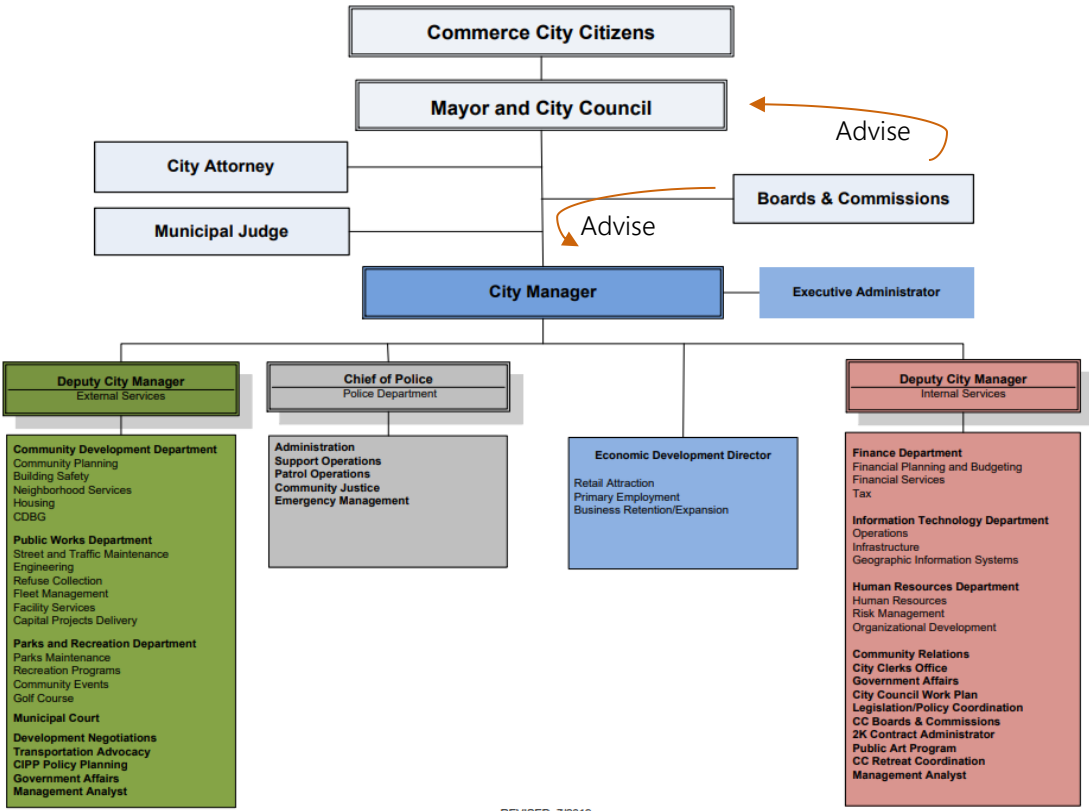 Commerce City Citizens
Mayor and City Council
Advise
City Attorney
Boards & Commissions
Municipal Judge
Advise
City Manager
Executive Administrator
Deputy City Manager
External Services
Community Development Department
Community Planning
Building Safety
Neighborhood Services
Housing
CDBG
Public Works Department
Street and Traffic Maintenance
Engineering
Refuse Collection
Fleet Management
Facility Services
Capital Projects Delivery
Parks and Recreation Department
Parks Maintenance
Recreation Programs
Community Events
Golf Course
Municipal Court
Development Negotiations
Transportation Advocacy
CIPP Policy Planning
Government Affairs
Management Analyst
Chief of Police
Police Department
Administration
Support Operations
Patrol Operations
Community Justice
Emergency Management
Economic Development Director
Retail Attraction
Primary Employment
Business Retention/Expansion
Deputy City Manager
Internal Services
Finance Department
Financial Planning and Budgeting
Financial Services
Tax
Information Technology Department
Operations
Infrastructure
Geographic Information Systems
Human Resources Department
Human Resources
Risk Management
Organizational Development
Community Relations
City Clerks Office
Government Affairs
City Council Work Plan
Legislation/Policy Coordination
CC Boards & Commissions
2K Contract Administrator
Public Art Program
CC Retreat Coordination
Management Analyst